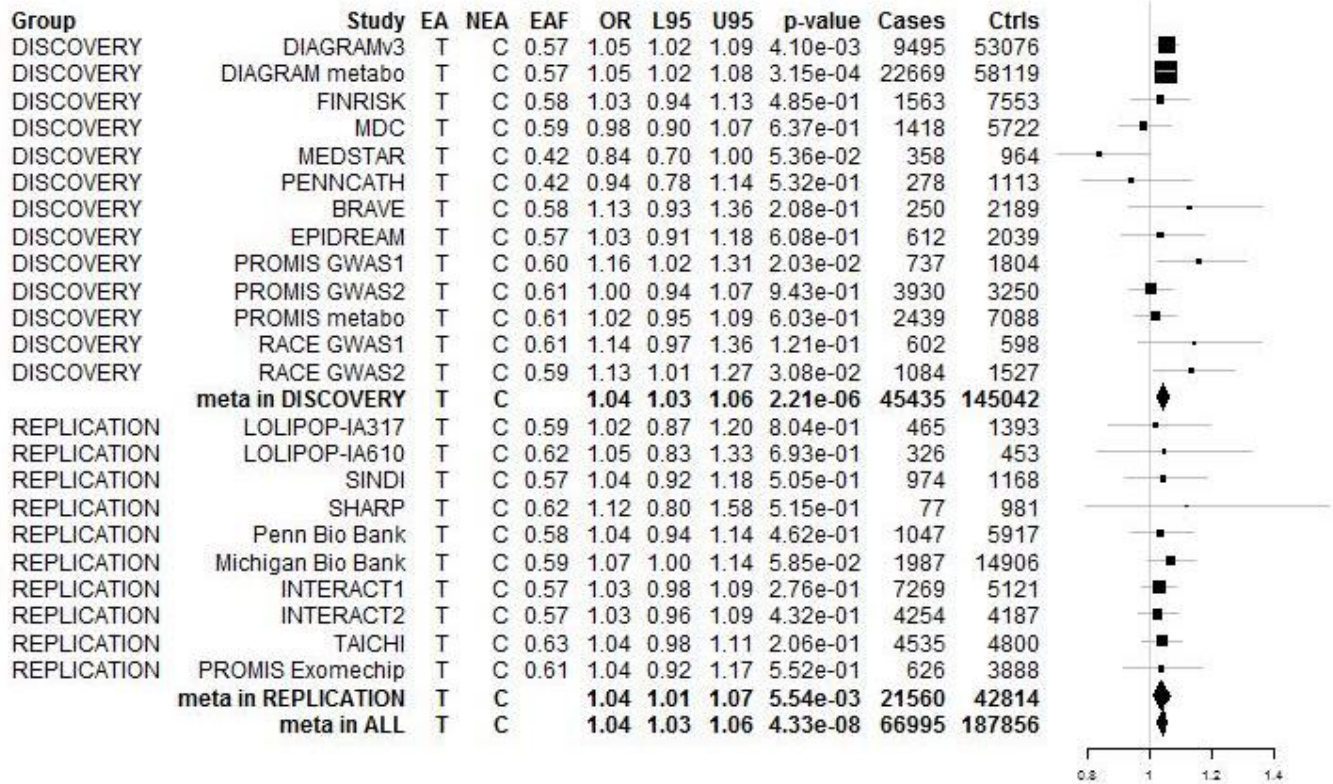 Group Study EA NEA EAF OR L95 U95 p-value Cases Ctrls
DISCOVERY DIAGRAMv3 T C 0.57 1.05 1.02 1.09 4.10e-03 9495 53076
DISCOVERY DIAGRAM metabo T C 0.57 1.05 1.02 1.08 3.15e-04 22669 58119
DISCOVERY FINRISK T C 0.58 1.03 0.94 1.13 4.85e-01 1563 7553
DISCOVERY MDC T C 0.59 0.98 0.90 1.07 6.37e-01 1418 5722
DISCOVERY MEDSTAR T C 0.42 0.84 0.70 1.00 5.36e-02 358 964
DISCOVERY PENNCATH T C 0.42 0.94 0.78 1.14 5.32e-01 278 1113
DISCOVERY BRAVE T C 0.58 1.13 0.93 1.36 2.08e-01 250 2189
DISCOVERY EPIDREAM T C 0.57 1.03 0.91 1.18 6.08e-01 612 2039
DISCOVERY PROMIS GWAS1 T C 0.60 1.16 1.02 1.31 2.03e-02 737 1804
DISCOVERY PROMIS GWAS2 T C 0.61 1.00 0.94 1.07 9.43e-01 3930 3250
DISCOVERY PROMIS metabo T C 0.61 1.02 0.95 1.09 6.03e-01 2439 7088
DISCOVERY RACE GWAS1 T C 0.61 1.14 0.97 1.36 1.21e-01 602 598
DISCOVERY RACE GWAS2 T C 0.59 1.13 1.01 1.27 3.08e-02 1084 1527
meta in DISCOVERY T C 1.04 1.03 1.06 2.21e-06 45435 145042
REPLICATION LOLIPOP-IA317 T C 0.59 1.02 0.87 1.20 8.04e-01 465 1393
REPLICATION LOLIPOP-IA610 T C 0.62 1.05 0.83 1.33 6.93e-01 326 453
REPLICATION SINDI T C 0.57 1.04 0.92 1.18 5.05e-01 974 1168
REPLICATION SHARP T C 0.62 1.12 0.80 1.58 5.15e-01 77 981
REPLICATION Penn Bio Bank T C 0.58 1.04 0.94 1.14 4.62e-01 1047 5917
REPLICATION Michigan Bio Bank T C 0.59 1.07 1.00 1.14 5.85e-02 1987 14906
REPLICATION INTERACT1 T C 0.57 1.03 0.98 1.09 2.76e-01 7269 5121
REPLICATION INTERACT2 T C 0.57 1.03 0.96 1.09 4.32e-01 4254 4187
REPLICATION TAICHI T C 0.63 1.04 0.98 1.11 2.06e-01 4535 4800
REPLICATION PROMIS Exomechip T C 0.61 1.04 0.92 1.17 5.52e-01 626 3888
meta in REPLICATION T C 1.04 1.01 1.07 5.54e-03 21560 42814
meta in ALL T C 1.04 1.03 1.06 4.33e-08 66995 187856
0.8 1 1.2 1.4